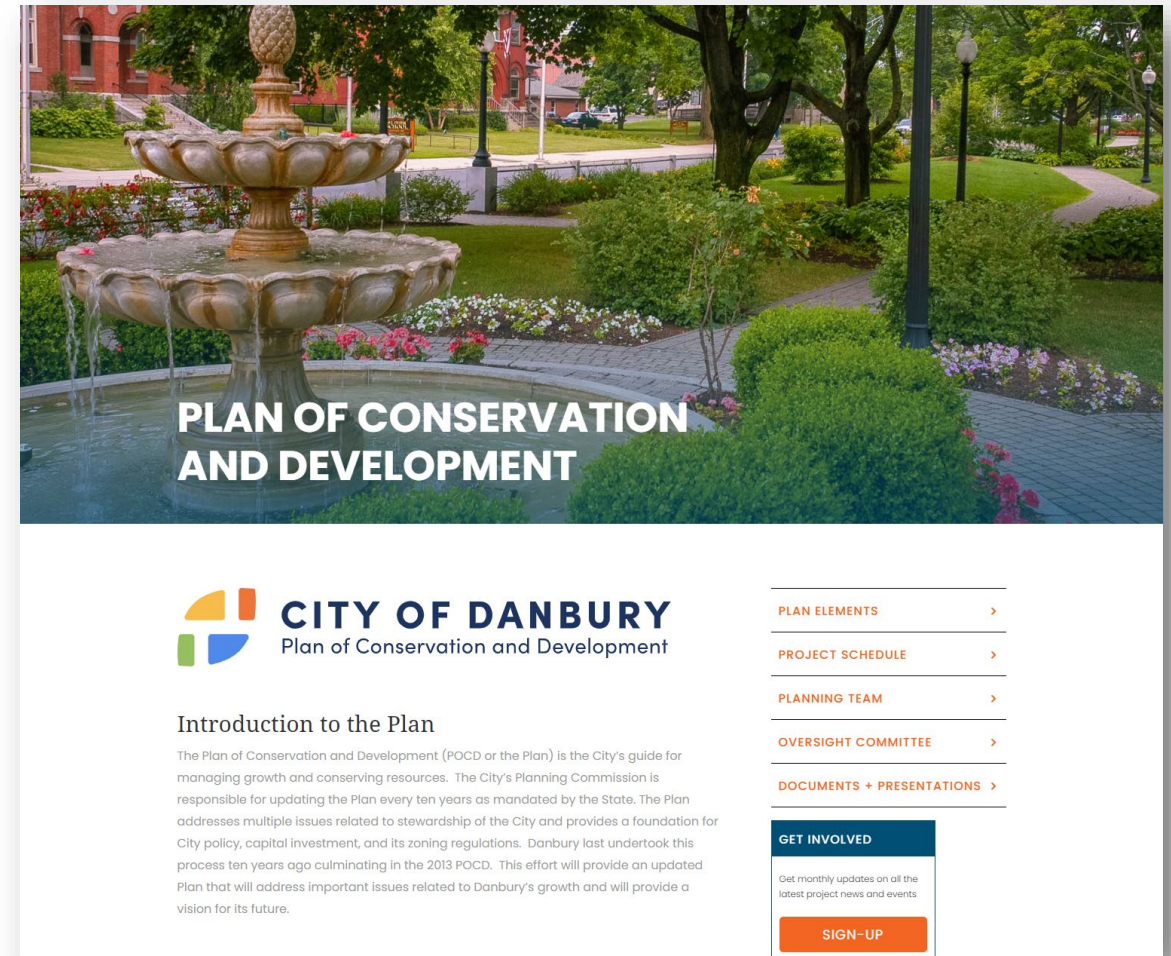 PLAN OF CONSERVATION
AND DEVELOPMENT
CITY OF DANBURY
Plan of Conservation and Development
Introduction to the Plan
The Plan of Conservation and Development (POCD or the Plan) is the City's guide for
managing growth and conserving resources.  The City's Planning Commission is
responsible for updating the Plan every ten years as mandated by the State. The Plan
addresses multiple issues related to stewardship of the City and provides a foundation for
City policy, capital investment, and its zoning regulations.  Danbury last undertook this
process ten years ago culminating in the 2013 POCD.  This effort will provide an updated
Plan that will address important issues related to Danbury's growth and will provide a
vision for its future.
PLAN ELEMENTS
PROJECT SCHEDULE
PLANNING TEAM
OVERSIGHT COMMITTEE
DOCUMENTS + PRESENTATIONS
GET INVOLVED
Get monthly updates on all the
latest project news and events
SIGN-UP